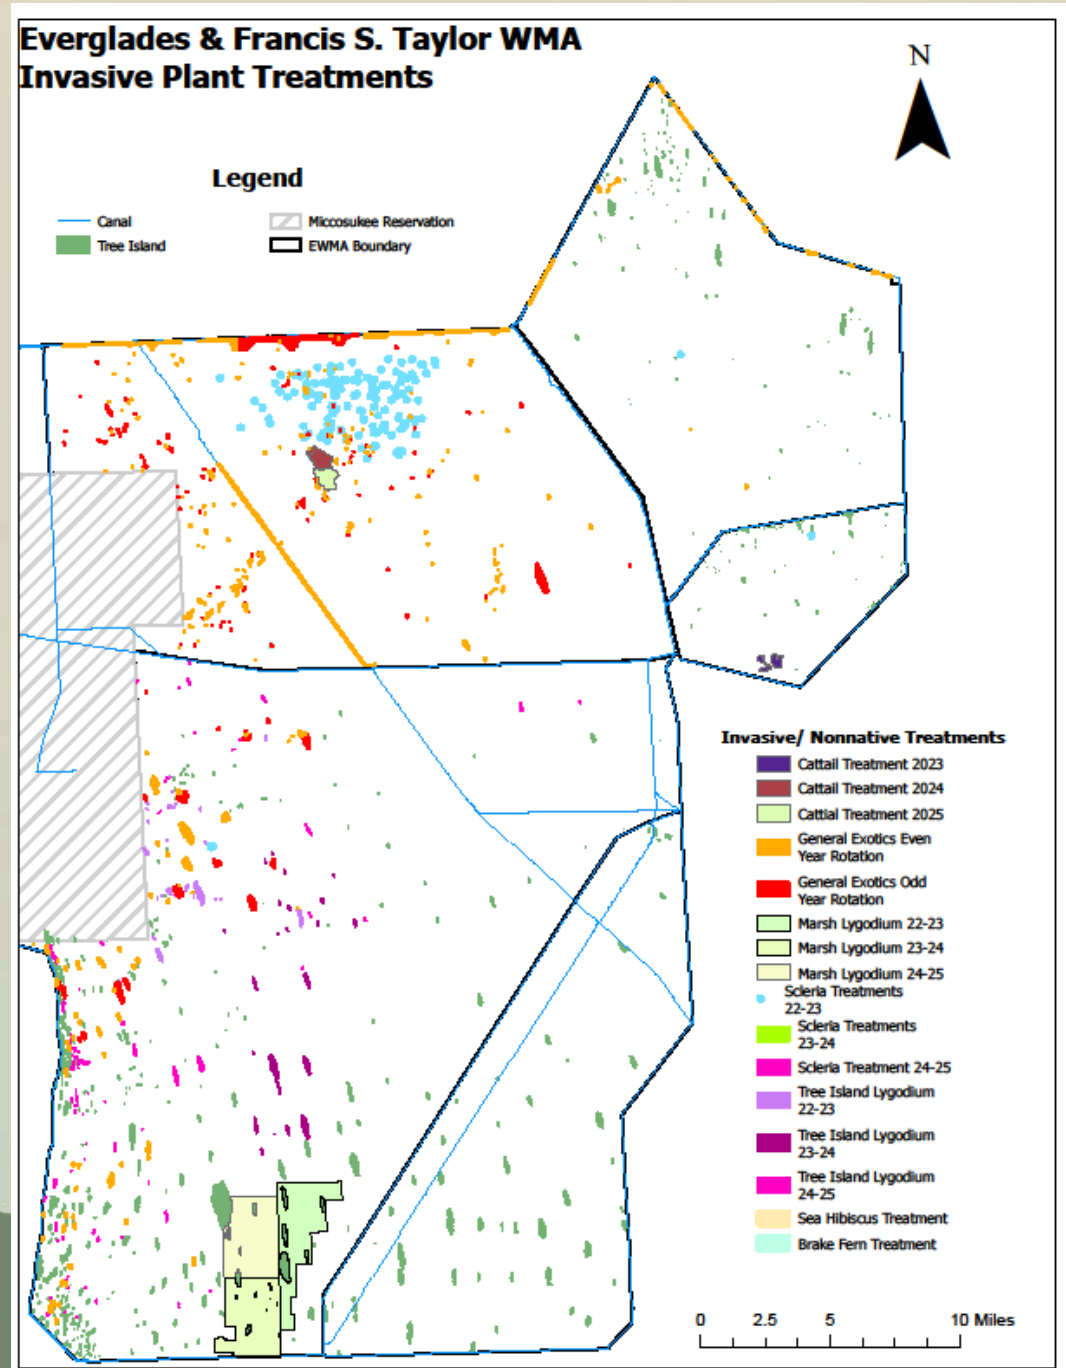 Everglades & Francis S. Taylor WMA
Invasive Plant Treatments
N
Legend
Canal
Miccosukee Reservation
Tree Island
EWMA Boundary
Invasive/ Nonnative Treatments
Cattail Treatment 2023
Cattail Treatment 2024
Cattial Treatment 2025
General Exotics Even
Year Rotation
General Exotics Odd
Year Rotation
Marsh Lygodium 22-23
Marsh Lygodium 23-24
Marsh Lygodium 24-25
Scleria Treatments
22-23
Scleria Treatments
23-24
Scleria Treatment 24-25
Tree Island Lygodium
22-23
Tree Island Lygodium
23-24
Tree Island Lygodium
24-25
Sea Hibiscus Treatment
Brake Fern Treatment
0 2.5 5 10 Miles